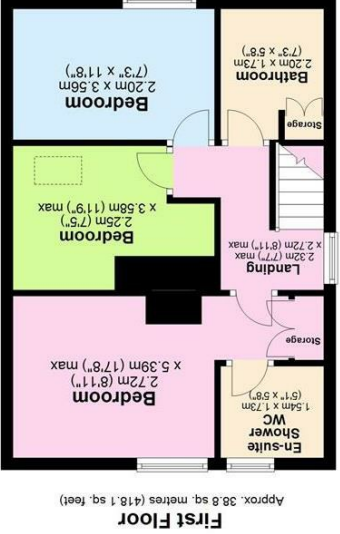 First Floor
Approx. 38.8 sq. metres (418.1 sq. feet)
En-suite
Shower
WC
1.54m x 1.73m
(5'1" x 5'8")
Bedroom
2.72m (8'11")
x 5.39m (17'8") max
Storage
Landing
2.32m (7'7") max
x 2.72m (8'11") max
Bedroom
2.25m (7'5")
x 3.58m (11'9") max
Storage
Bathroom
2.20m x 1.73m
(7'3" x 5'8")
Bedroom
2.20m x 3.56m
(7'3" x 11'8")